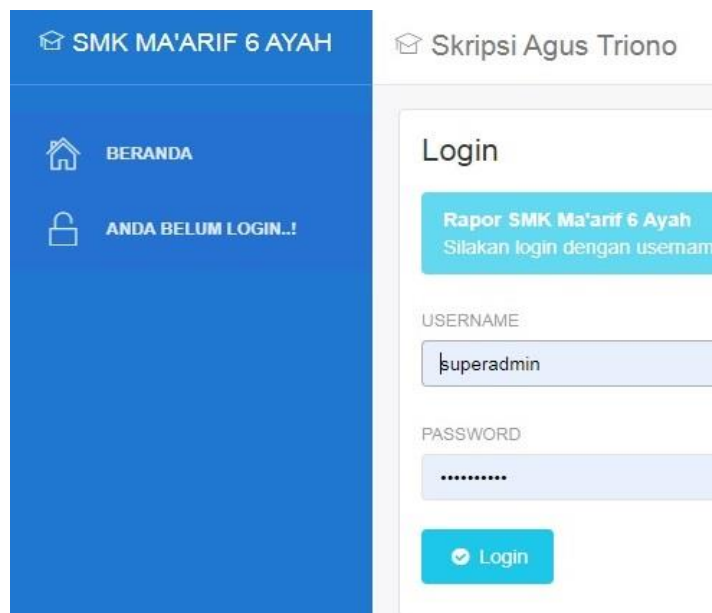 SMK MA'ARIF 6 AYAH
Skripsi Agus Triono
BERANDA
ANDA BELUM LOGIN..!
Login
Rapor SMK Ma'arif 6 Ayah
Silakan login dengan
USERNAME
superadmin
PASSWORD
••••••••••
Login